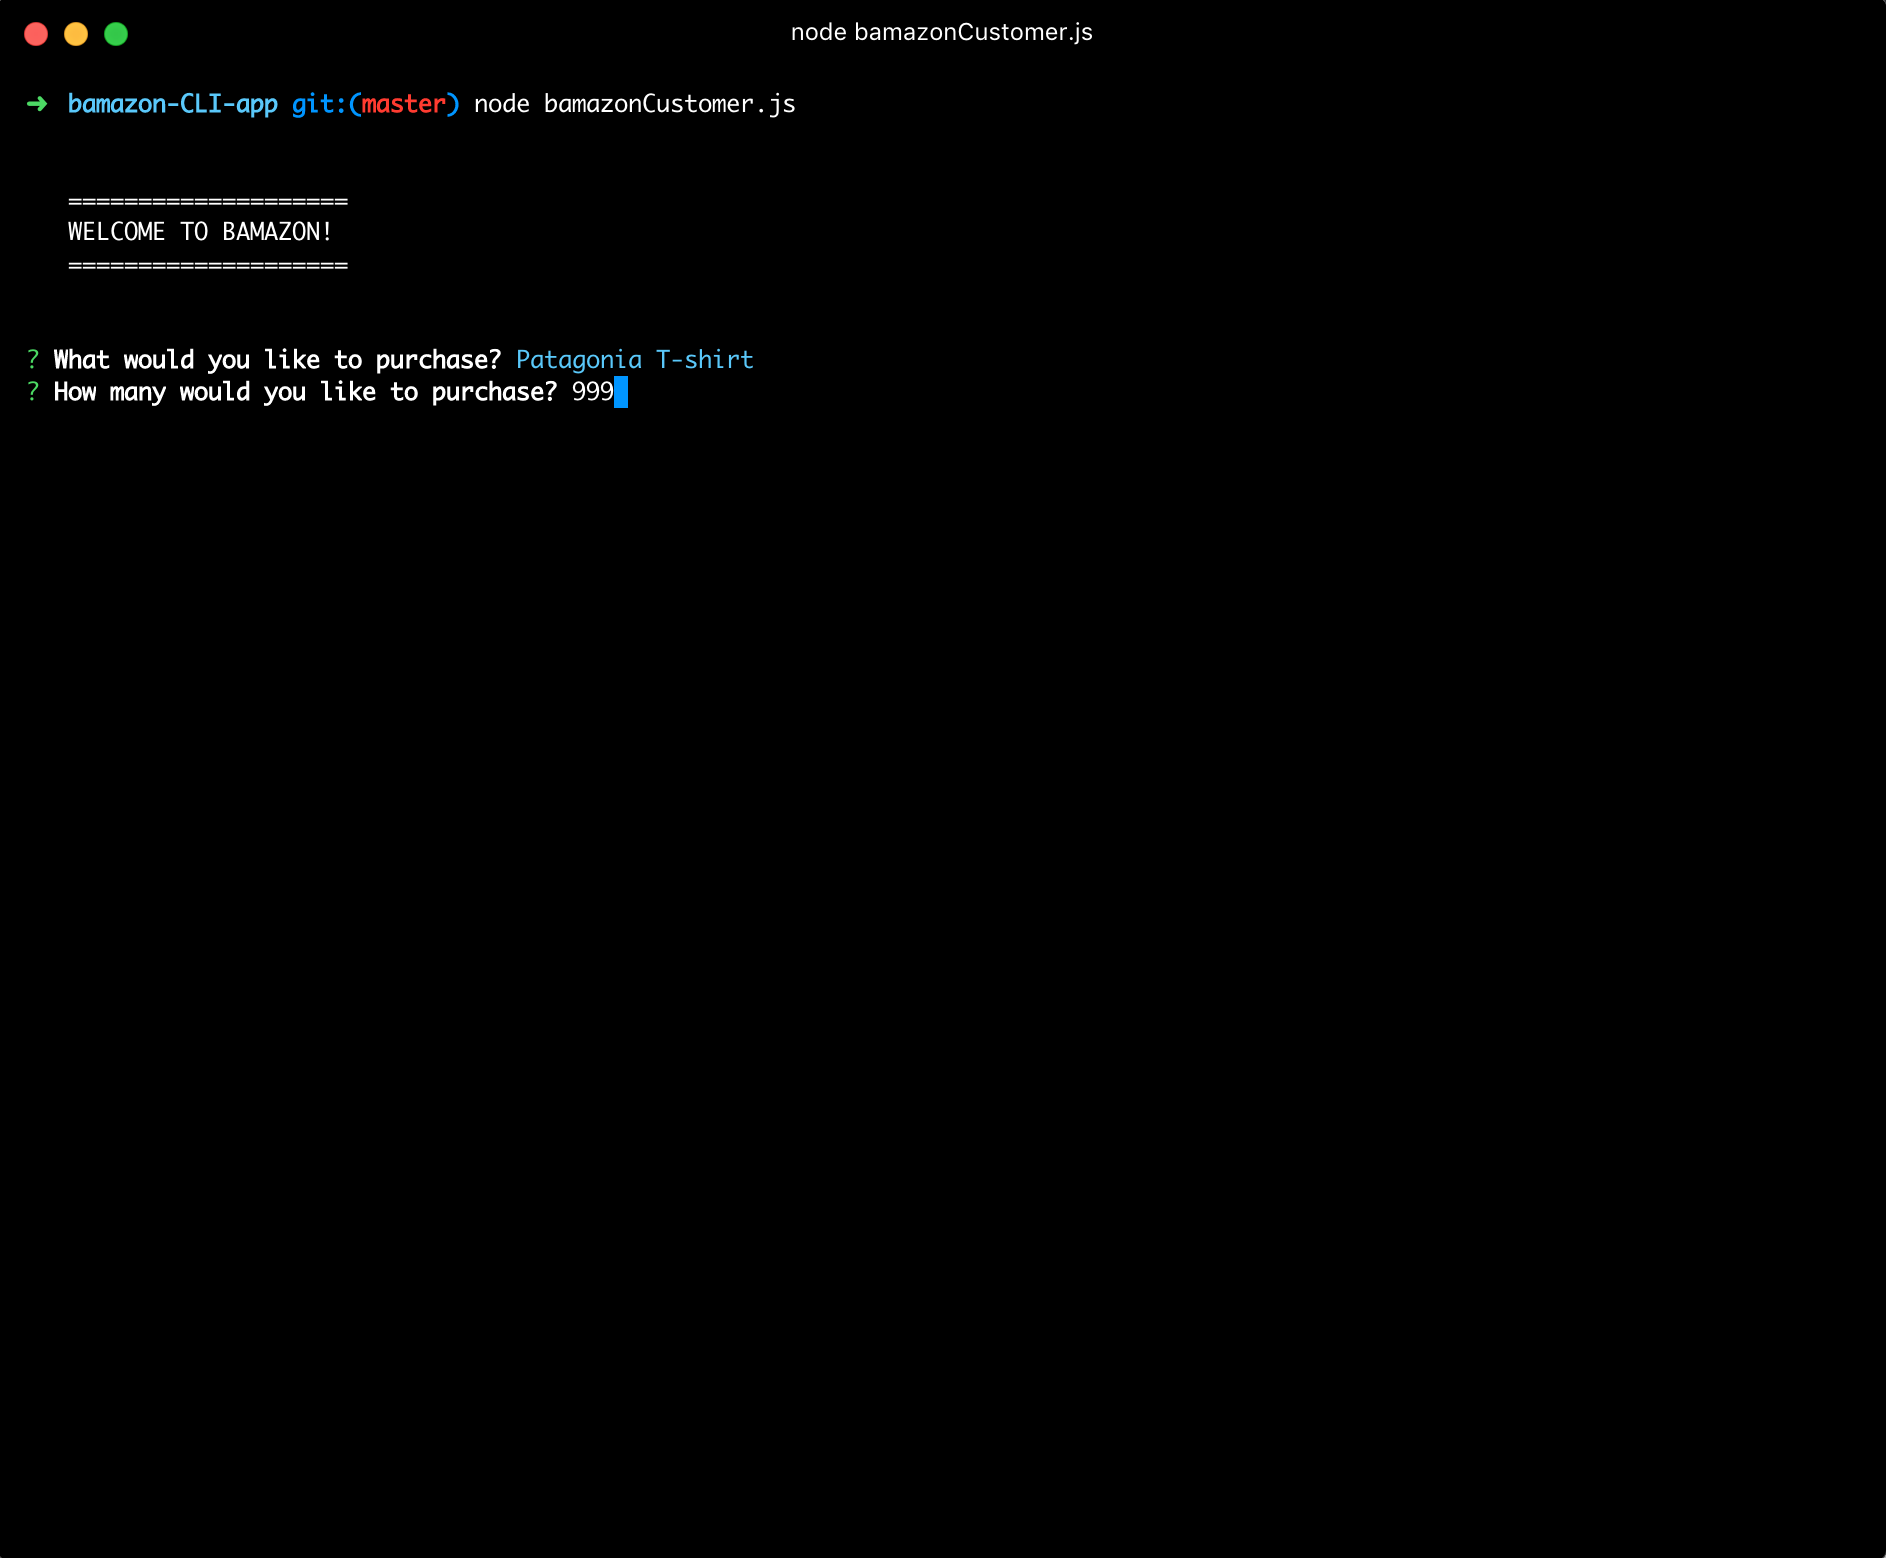 node bamazonCustomer.js
➜ bamazon-CLI-app git:(master) node bamazonCustomer.js
====================
WELCOME TO BAMAZON!
====================
? What would you like to purchase? Patagonia T-shirt
? How many would you like to purchase? 999